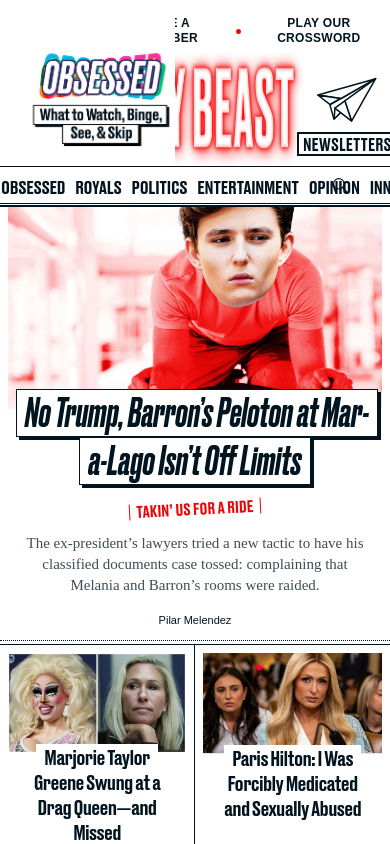 E A
BER
PLAY OUR
CROSSWORD
OBSESSED
What to Watch, Binge,
See, & Skip
Y BEAST
NEWSLETTERS
OBSESSED ROYALS POLITICS ENTERTAINMENT OPINION INN
No Trump, Barron’s Peloton at Mar-
a-Lago Isn’t Off Limits
TAKIN’ US FOR A RIDE
The ex-president’s lawyers tried a new tactic to have his
classified documents case tossed: complaining that
Melania and Barron’s rooms were raided.
Pilar Melendez
Marjorie Taylor
Greene Swung at a
Drag Queen—and
Missed
Paris Hilton: I Was
Forcibly Medicated
and Sexually Abused